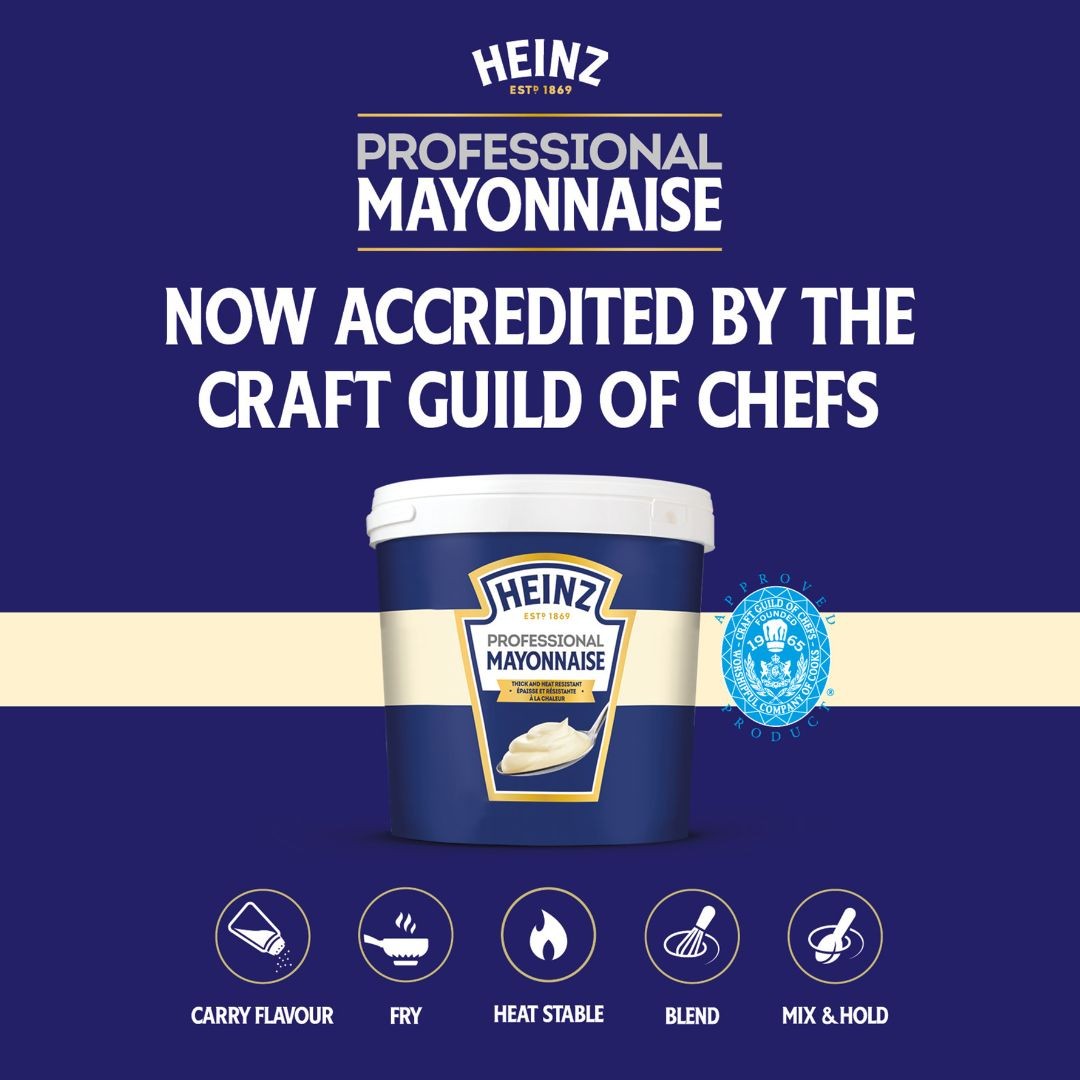 HEINZ
ESTD 1869
PROFESSIONAL
MAYONNAISE
NOW ACCREDITED BY THE
CRAFT GUILD OF CHEFS
HEINZ
ESTD 1869
PROFESSIONAL
MAYONNAISE
THICK AND HEAT RESISTANT
• ÉPAISSE ET RÉSISTANTE •
À LA CHALEUR
APPROVED
CRAFT GUILD OF CHEFS
FOUNDED
1965
WORSHIPFUL COMPANY OF COOKS
PRODUCT®
CARRY FLAVOUR
FRY
HEAT STABLE
BLEND
MIX & HOLD